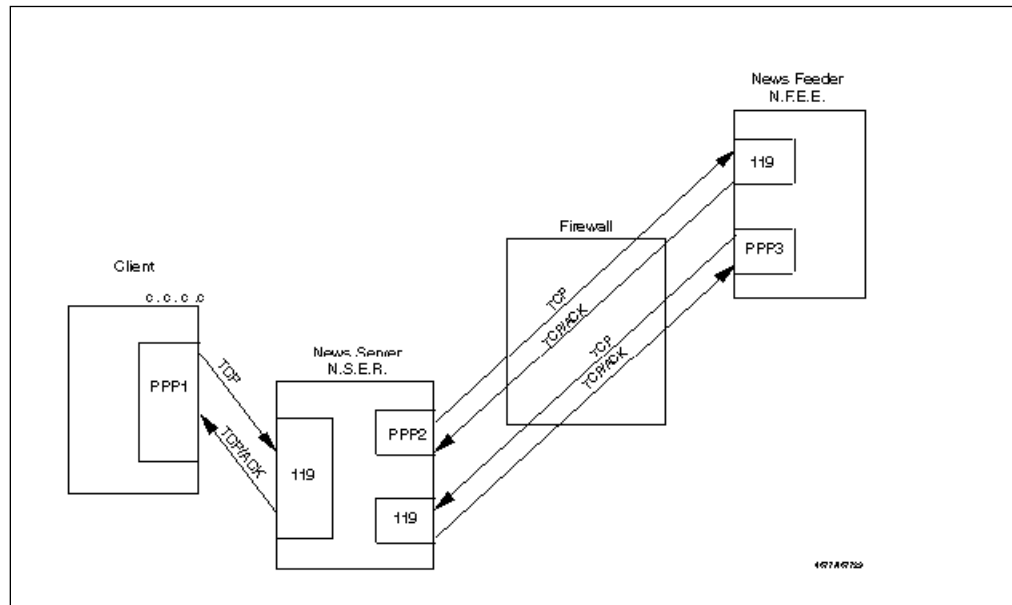 News Feeder
N.F.E.E.
119
PPP3
Firewall
TCP
TCP/ACK
TCP
TCP/ACK
Client
c.c.c.c
PPP1
TCP
TCP/ACK
News Server
N.S.E.R.
119
PPP2
119